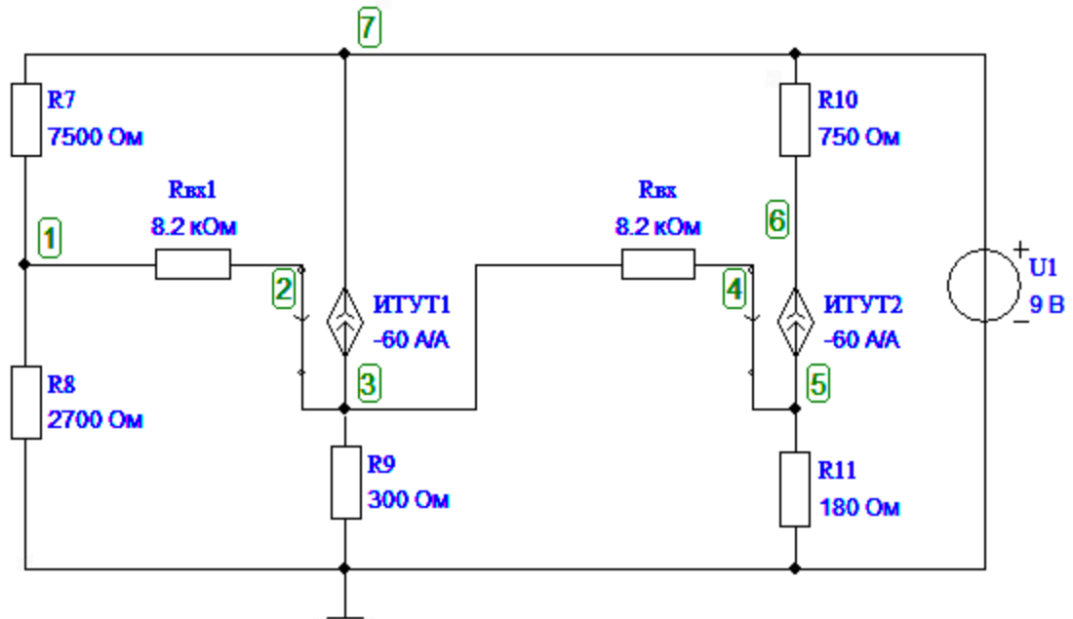 7
R7
7500 Ом
R10
750 Ом
Rвх1
8.2 кОм
Rвх
8.2 кОм
1
6
2
4
ИТУТ1
-60 А/А
ИТУТ2
-60 А/А
+
U1
9 В
−
3
5
R8
2700 Ом
R9
300 Ом
R11
180 Ом